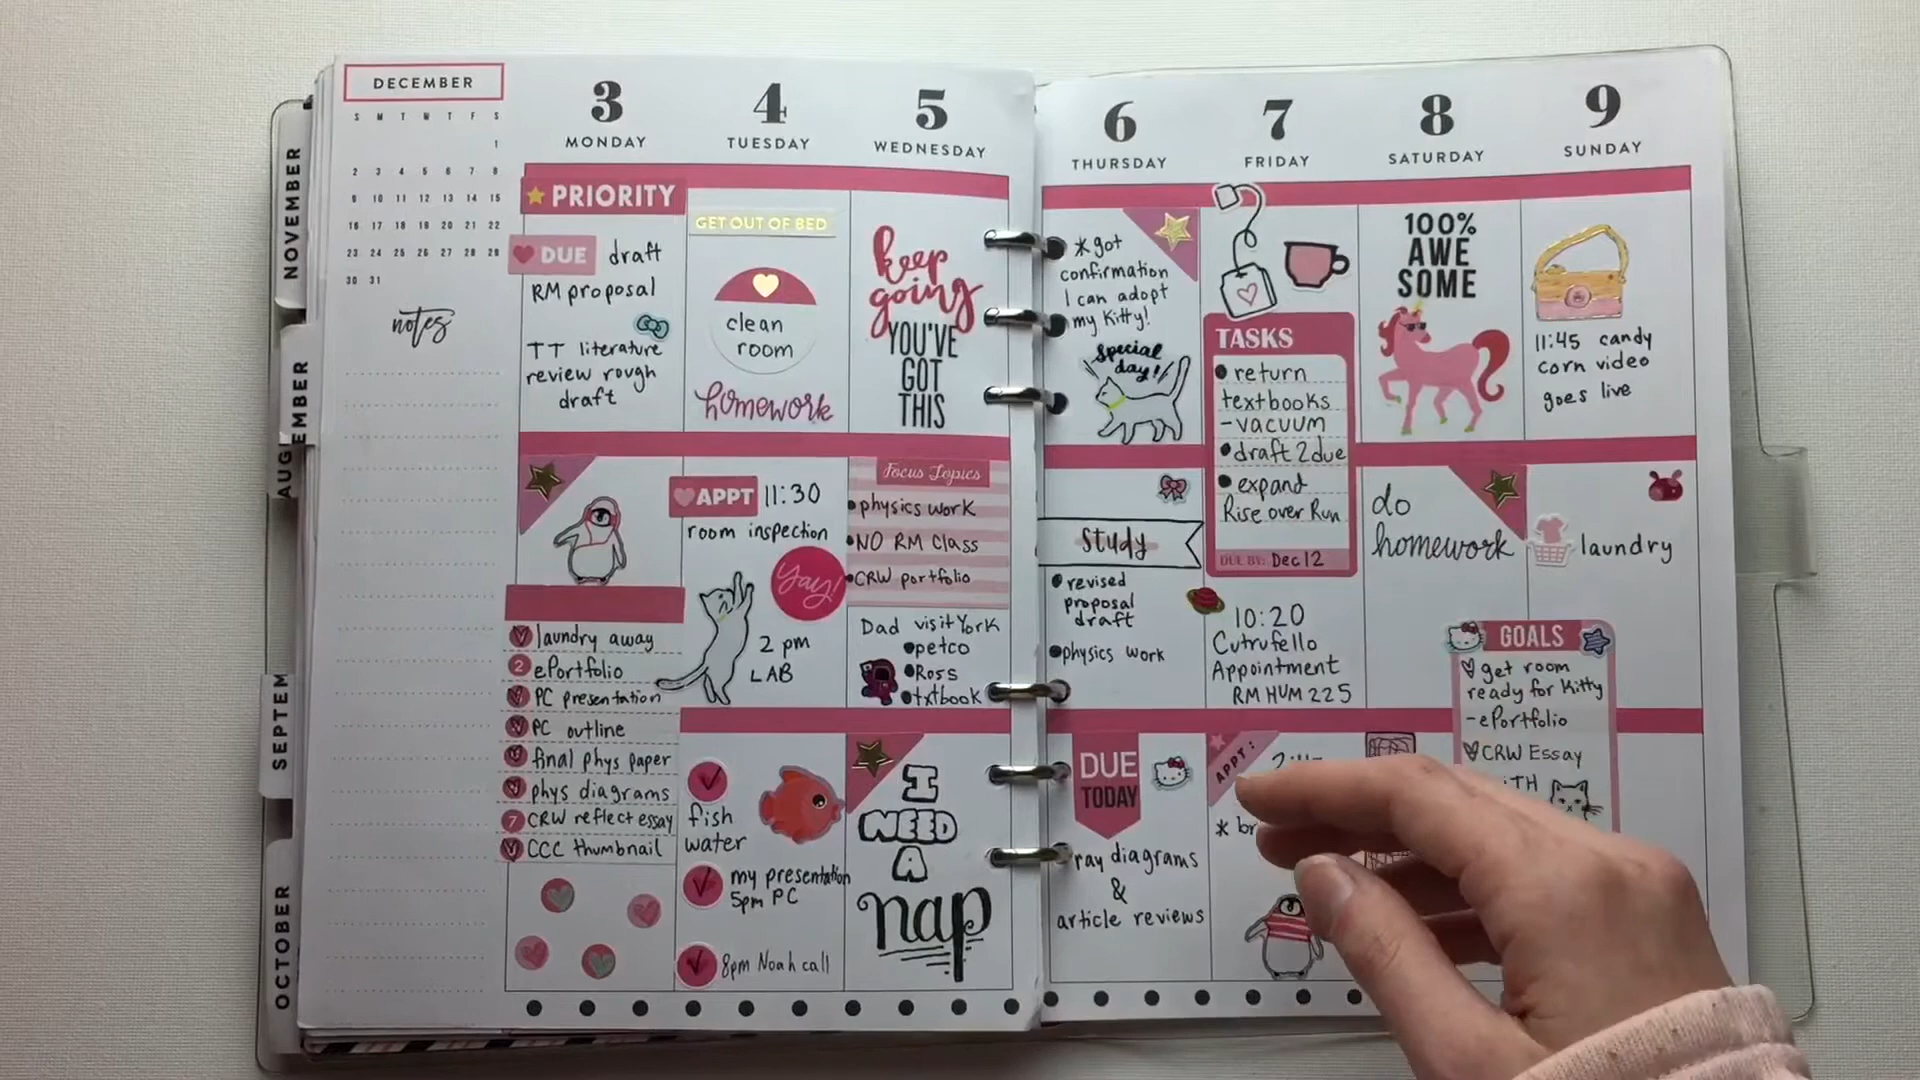 DECEMBER
S M T W T F S
1
2 3 4 5 6 7 8
9 10 11 12 13 14 15
16 17 18 19 20 21 22
23 24 25 26 27 28 29
30 31
notes
NOVEMBER
EMBER
AUG
SEPTEM
OCTOBER
3
MONDAY
PRIORITY
DUE draft
RM proposal
TT literature
review rough
draft
laundry away
2 ePortfolio
PC presentation
PC outline
final phys paper
phys diagrams
7 CRW reflect essay
CCC thumbnail
4
TUESDAY
GET OUT OF BED
clean
room
homework
APPT 11:30
room inspection
yay!
2 pm
LAB
fish
water
my presentation
5pm PC
8pm Noah call
5
WEDNESDAY
keep
going
YOU'VE
GOT
THIS
Focus Topics
physics work
NO RM Class
CRW portfolio
Dad visit York
petco
Ross
txtbook
I
NEED
A
nap
6
THURSDAY
* got
confirmation
I can adopt
my Kitty!
Special
day!
Study
revised
proposal
draft
physics work
DUE
TODAY
ray diagrams
&
article reviews
7
FRIDAY
TASKS
return
textbooks
- vacuum
draft 2 due
expand
Rise over Run
DUE BY: Dec 12
10:20
Cutrufello
Appointment
RM HUM 225
APPT:
* br
8
SATURDAY
100%
AWE
SOME
do
homework
9
SUNDAY
11:45 candy
corn video
goes live
laundry
GOALS
get room
ready for Kitty
- ePortfolio
CRW Essay